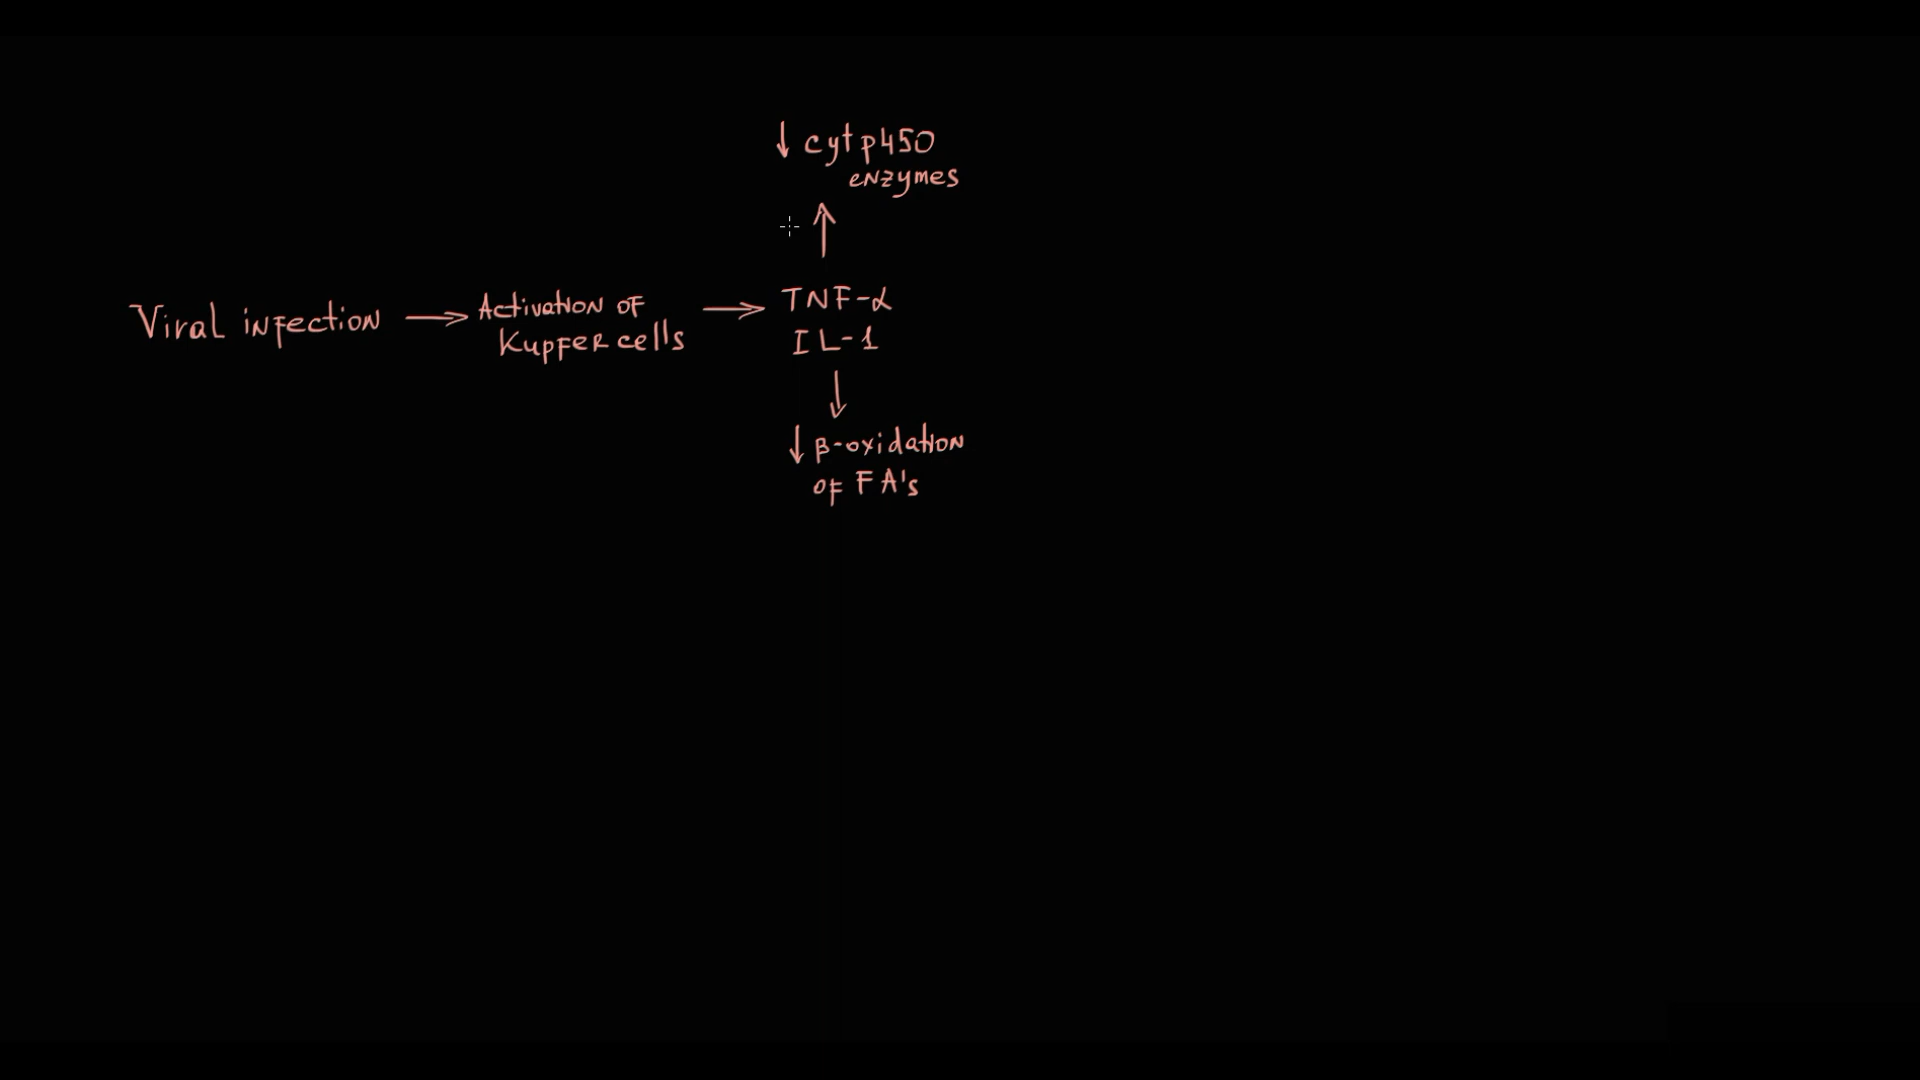 ↓ cyt p450
enzymes
Viral infection → Activation of
Kupfer cells → TNF-α
IL-1
↓ β-oxidation
of FA's